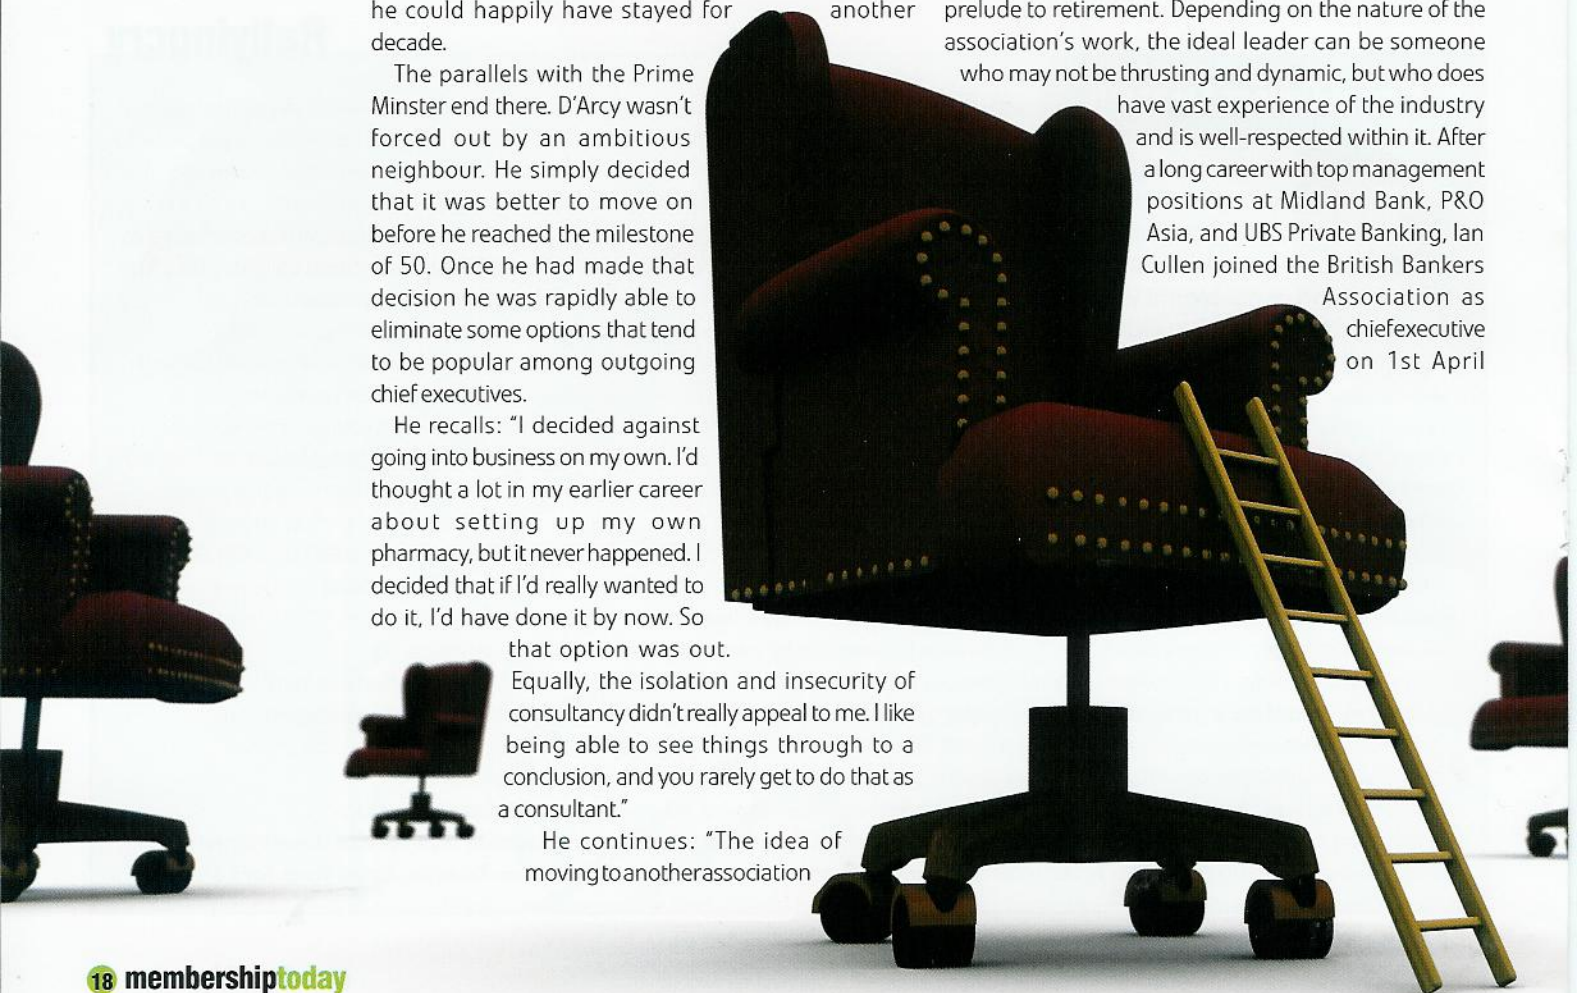 he could happily have stayed for another
decade.
The parallels with the Prime
Minster end there. D'Arcy wasn't
forced out by an ambitious
neighbour. He simply decided
that it was better to move on
before he reached the milestone
of 50. Once he had made that
decision he was rapidly able to
eliminate some options that tend
to be popular among outgoing
chief executives.
He recalls: "I decided against
going into business on my own. I'd
thought a lot in my earlier career
about setting up my own
pharmacy, but it never happened. I
decided that if I'd really wanted to
do it, I'd have done it by now. So
that option was out.
Equally, the isolation and insecurity of
consultancy didn't really appeal to me. I like
being able to see things through to a
conclusion, and you rarely get to do that as
a consultant."
He continues: "The idea of
moving to another association
prelude to retirement. Depending on the nature of the
association's work, the ideal leader can be someone
who may not be thrusting and dynamic, but who does
have vast experience of the industry
and is well-respected within it. After
a long career with top management
positions at Midland Bank, P&O
Asia, and UBS Private Banking, Ian
Cullen joined the British Bankers
Association as
chief executive
on 1st April
18 membershiptoday